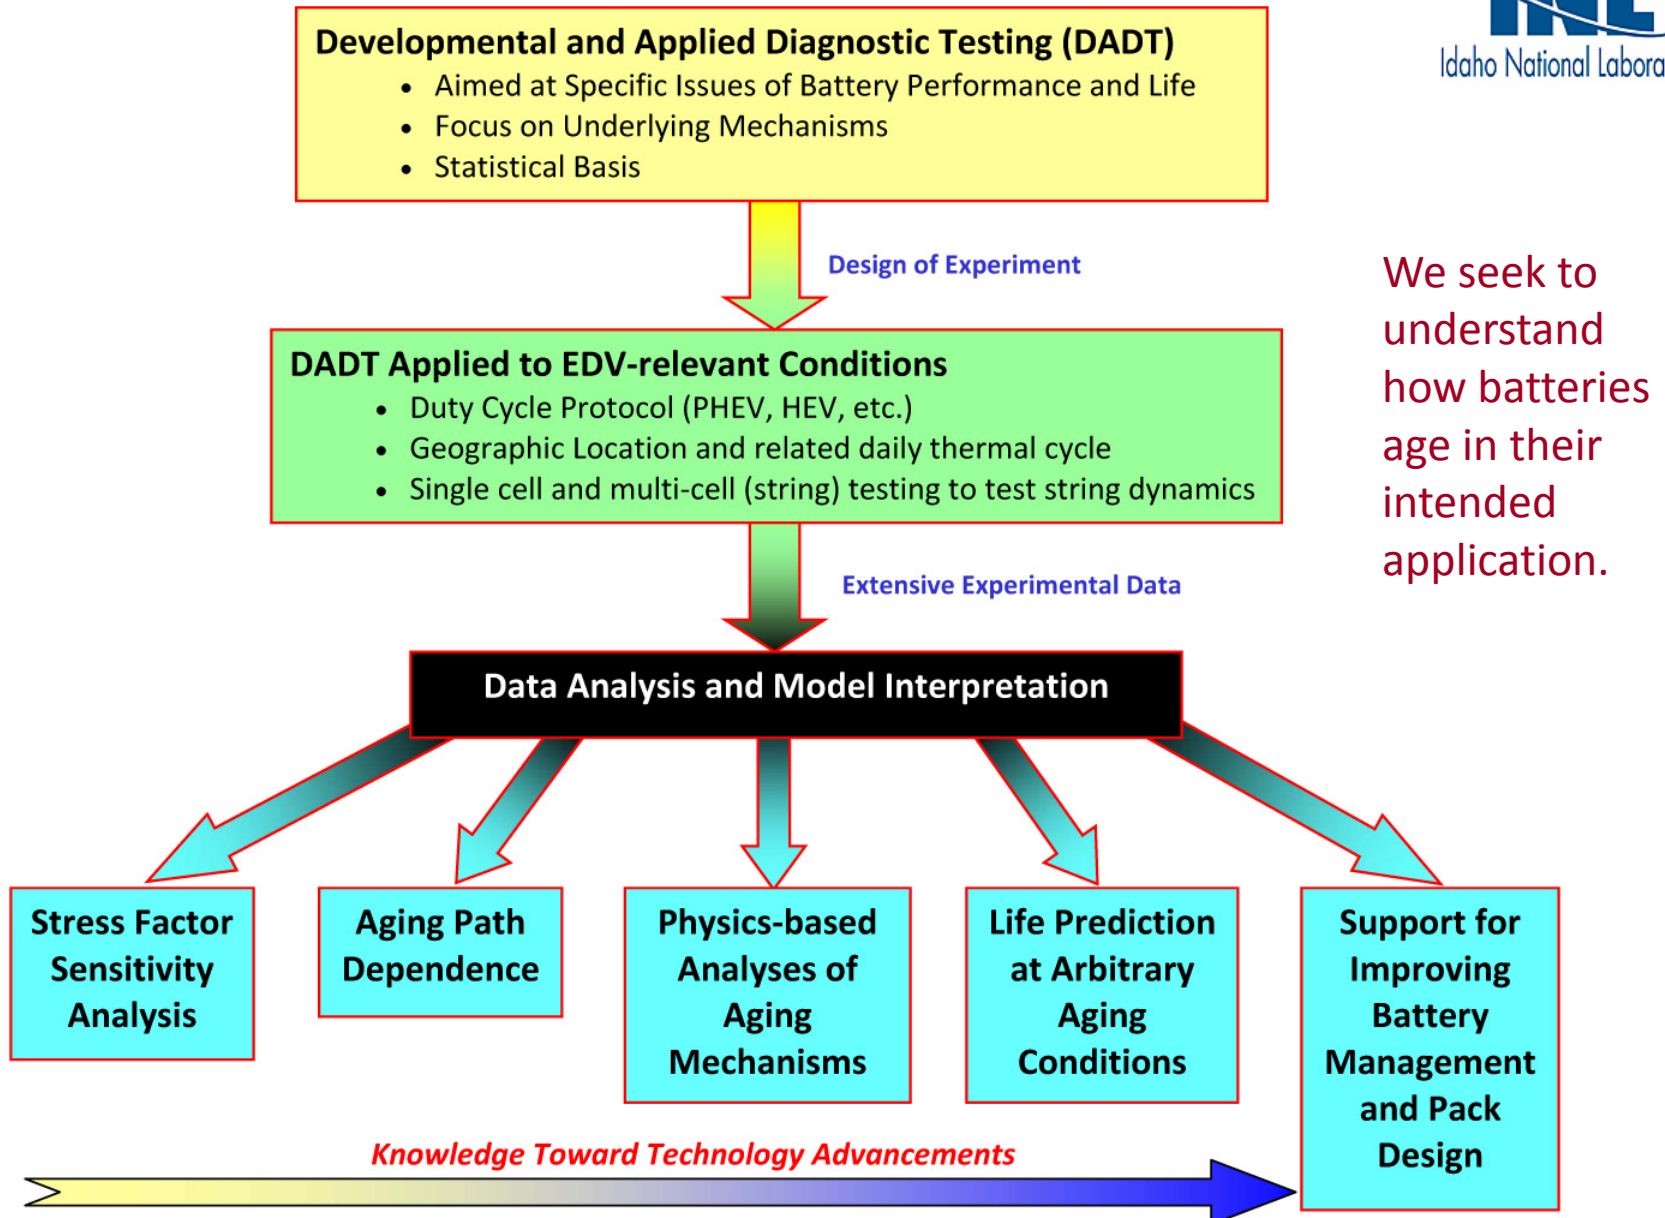 Developmental and Applied Diagnostic Testing (DADT)
• Aimed at Specific Issues of Battery Performance and Life
• Focus on Underlying Mechanisms
• Statistical Basis
Idaho National
Design of Experiment
DADT Applied to EDV-relevant Conditions
• Duty Cycle Protocol (PHEV, HEV, etc.)
• Geographic Location and related daily thermal cycle
• Single cell and multi-cell (string) testing to test string dynamics
We seek to
understand
how batteries
age in their
intended
application.
Extensive Experimental Data
Data Analysis and Model Interpretation
Stress Factor
Sensitivity
Analysis
Aging Path
Dependence
Physics-based
Analyses of
Aging
Mechanisms
Life Prediction
at Arbitrary
Aging
Conditions
Support for
Improving
Battery
Management
and Pack
Design
Knowledge Toward Technology Advancements